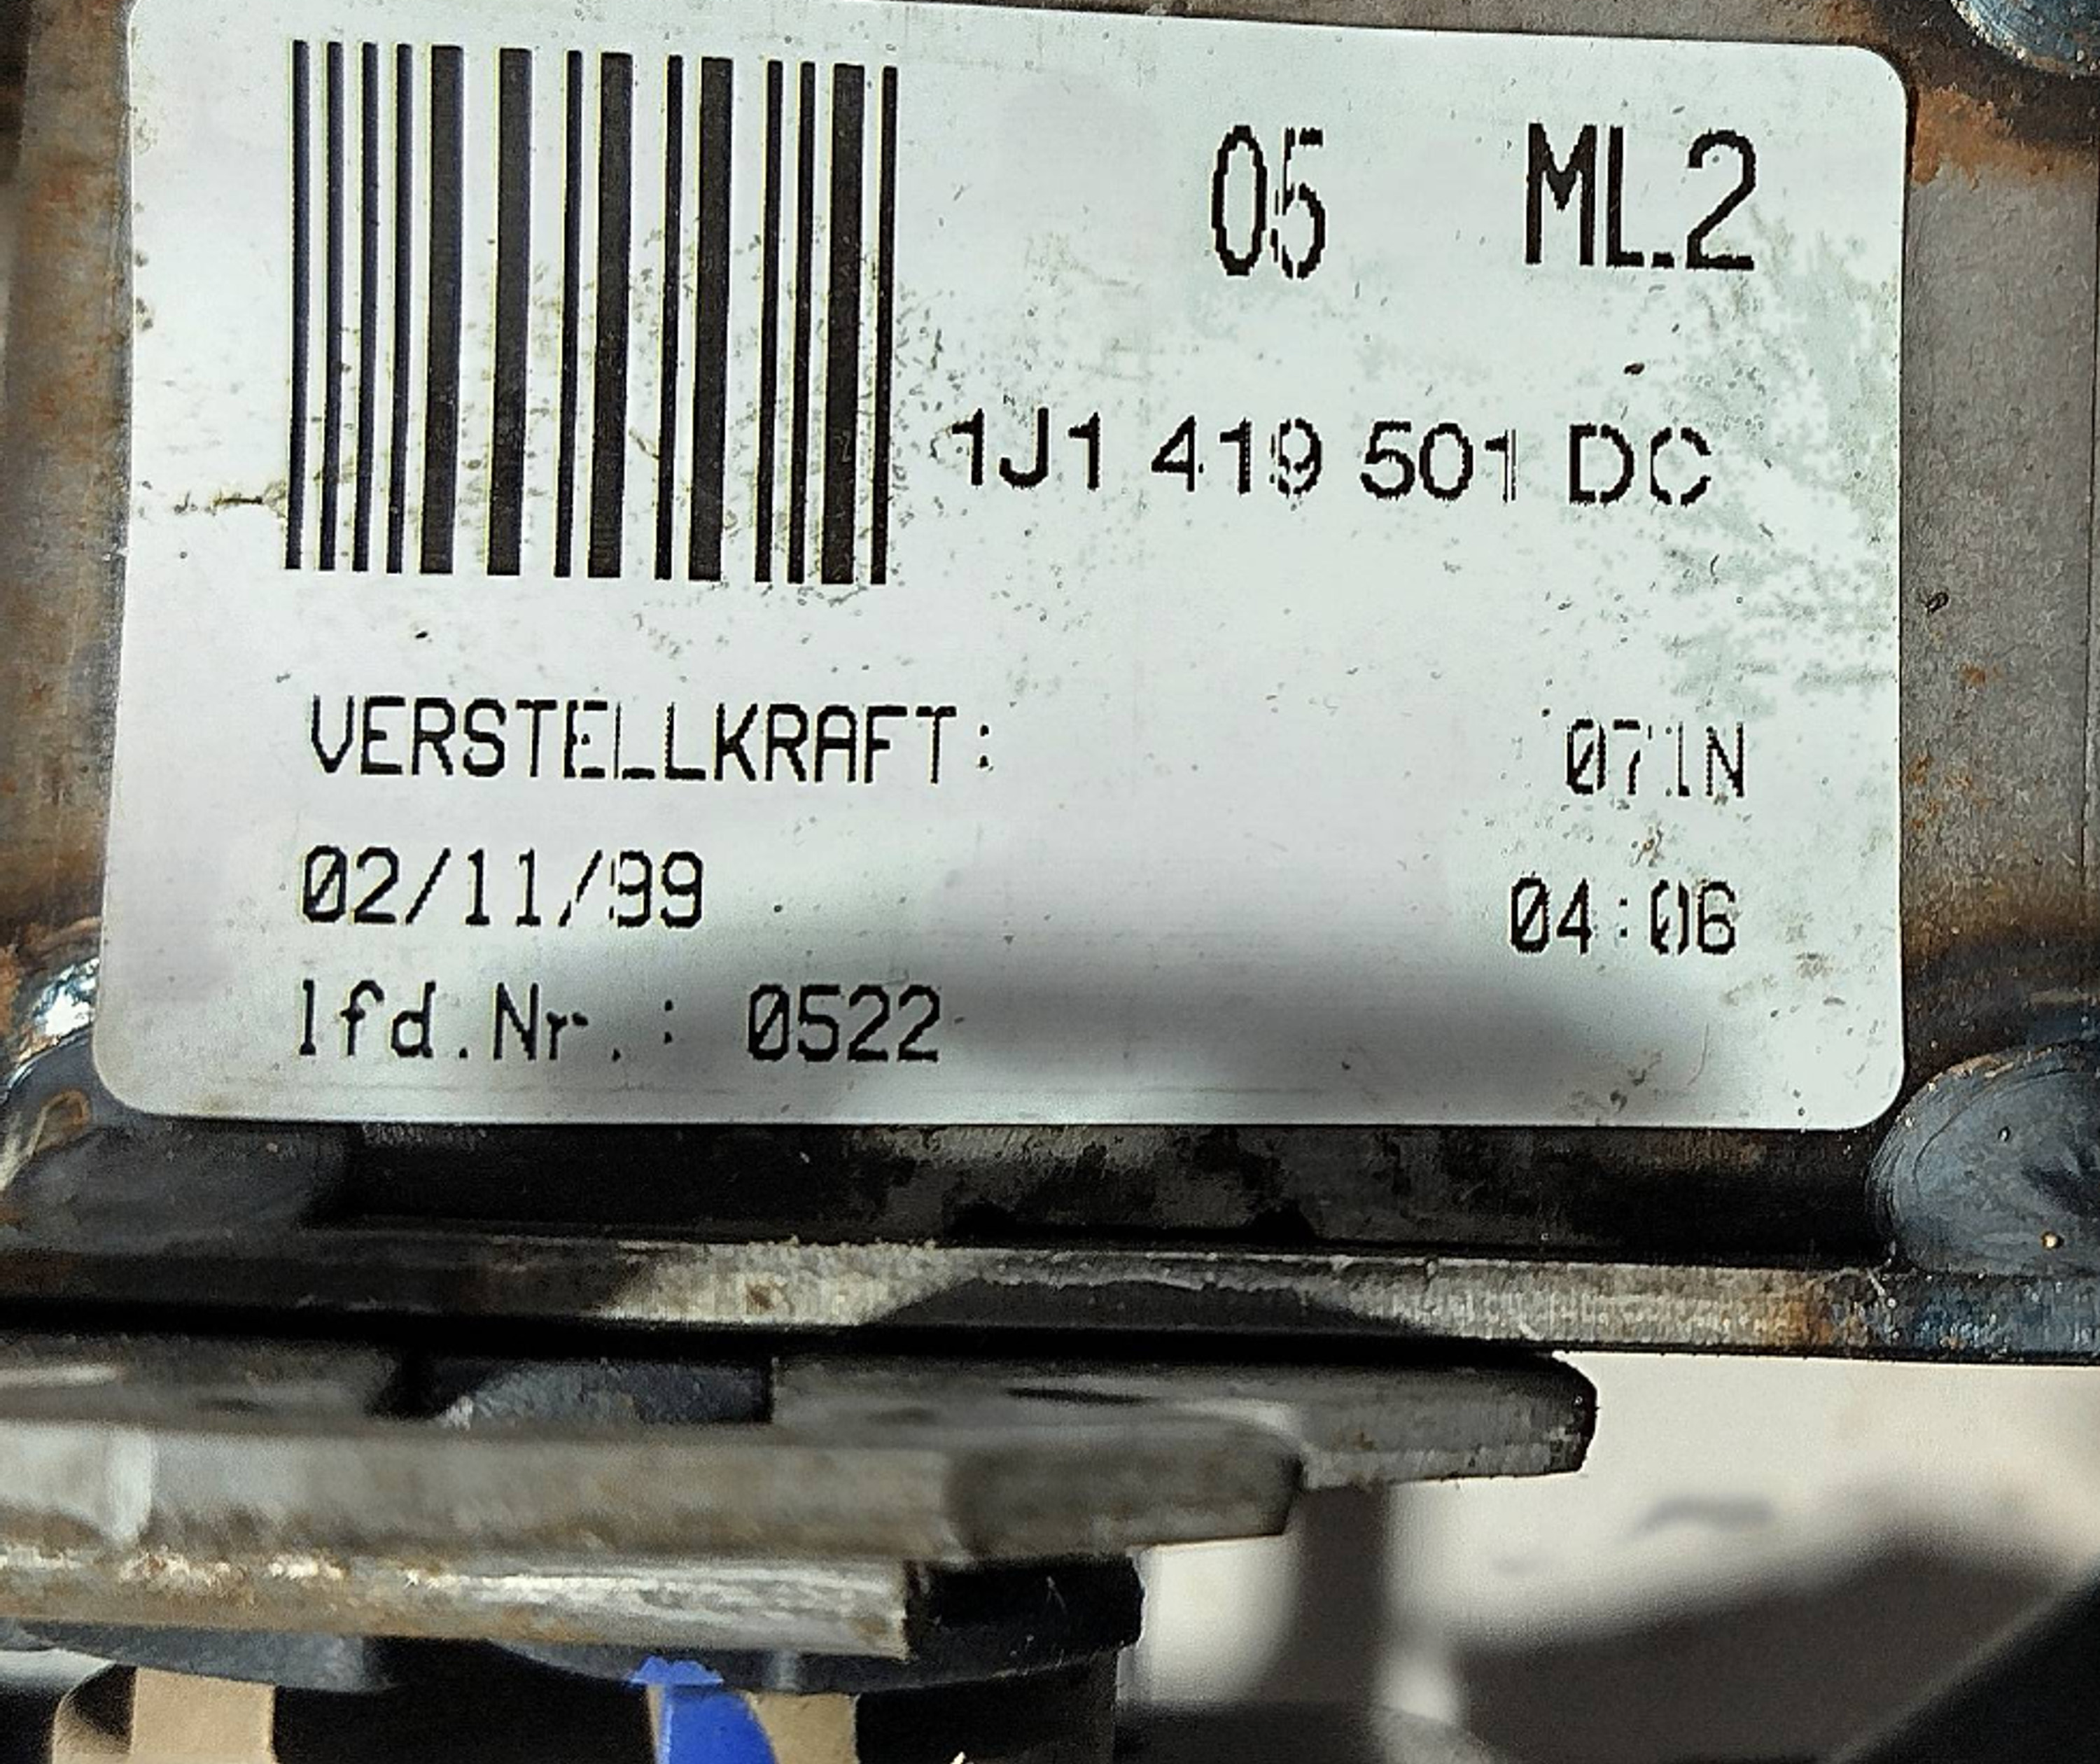 05 ML2
1J1 419 501 DC
VERSTELLKRAFT: 071N
02/11/99 04:06
lfd.Nr.: 0522